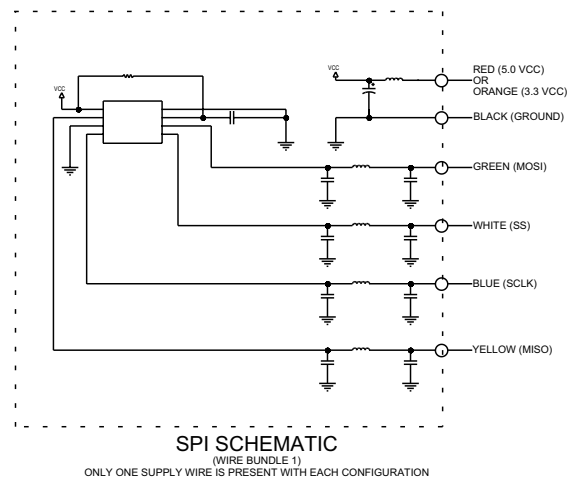 VCC
VCC
RED (5.0 VCC)
OR
ORANGE (3.3 VCC)
BLACK (GROUND)
GREEN (MOSI)
WHITE (SS)
BLUE (SCLK)
YELLOW (MISO)
SPI SCHEMATIC
(WIRE BUNDLE 1)
ONLY ONE SUPPLY WIRE IS PRESENT WITH EACH CONFIGURATION